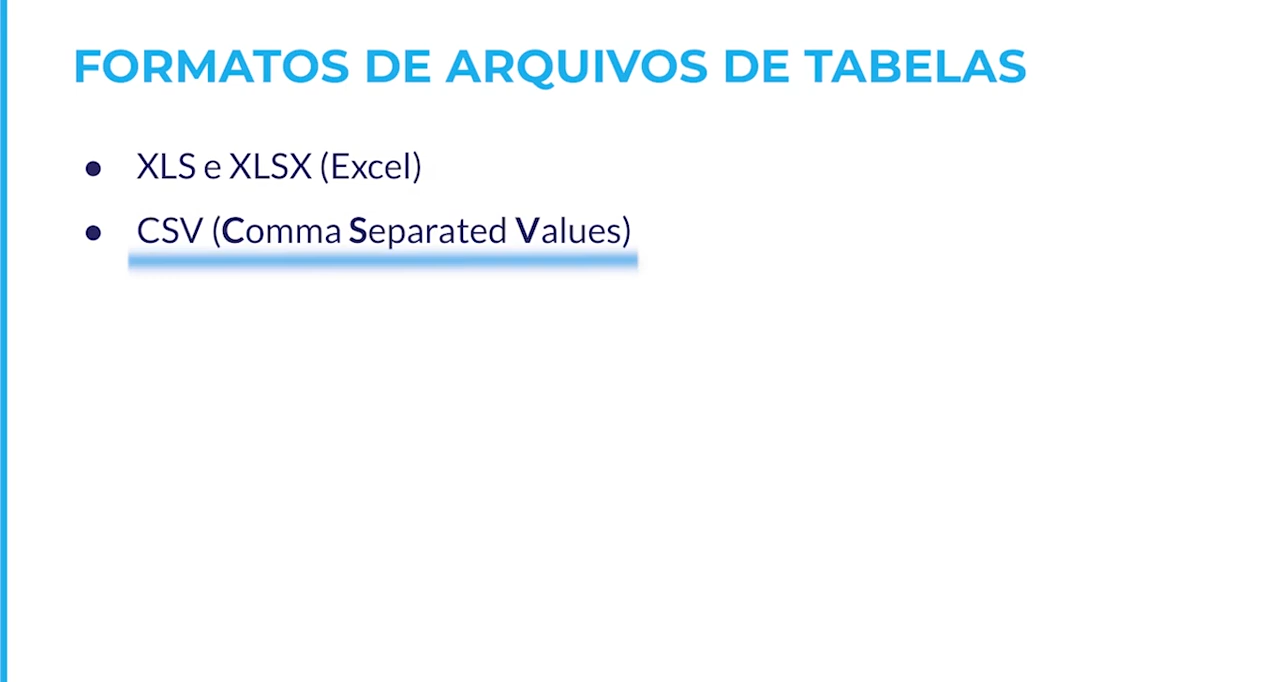 FORMATOS DE ARQUIVOS DE TABELAS
● XLS e XLSX (Excel)
● CSV (Comma Separated Values)